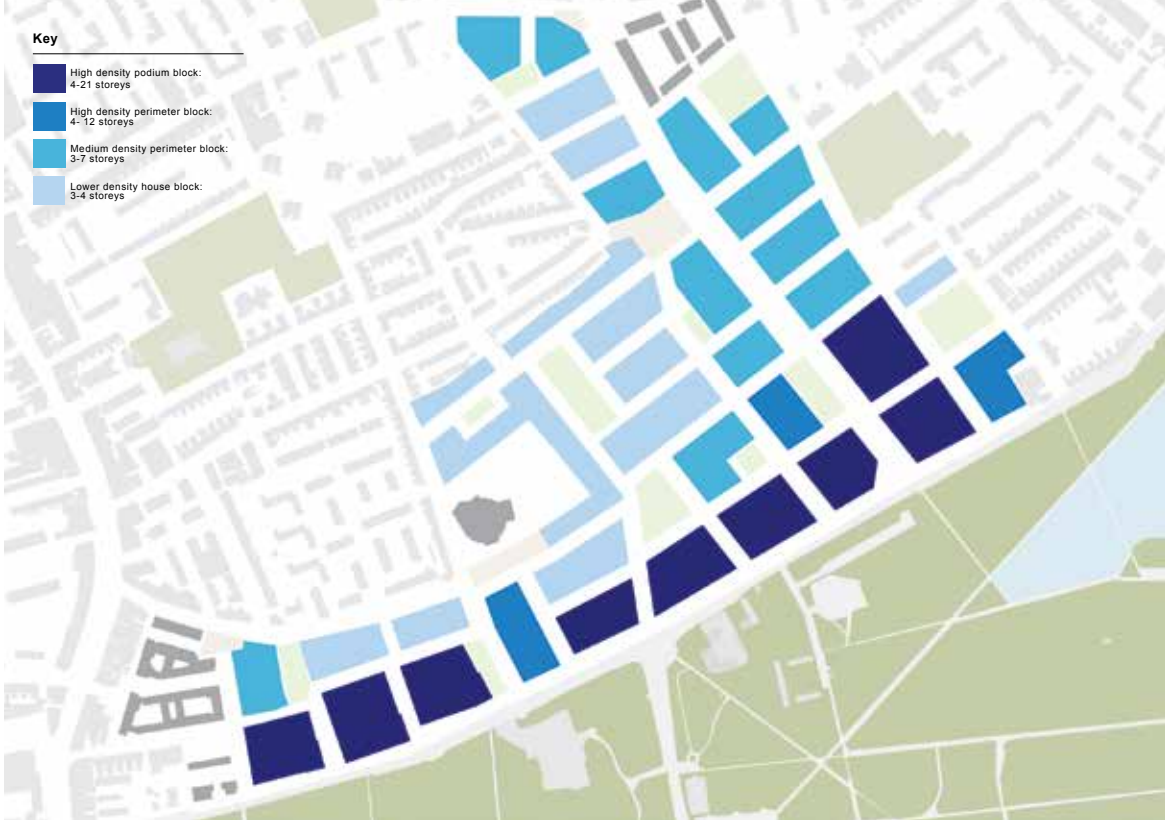 Key
High density podium block:
4-21 storeys
High density perimeter block:
4- 12 storeys
Medium density perimeter block:
3-7 storeys
Lower density house block:
3-4 storeys